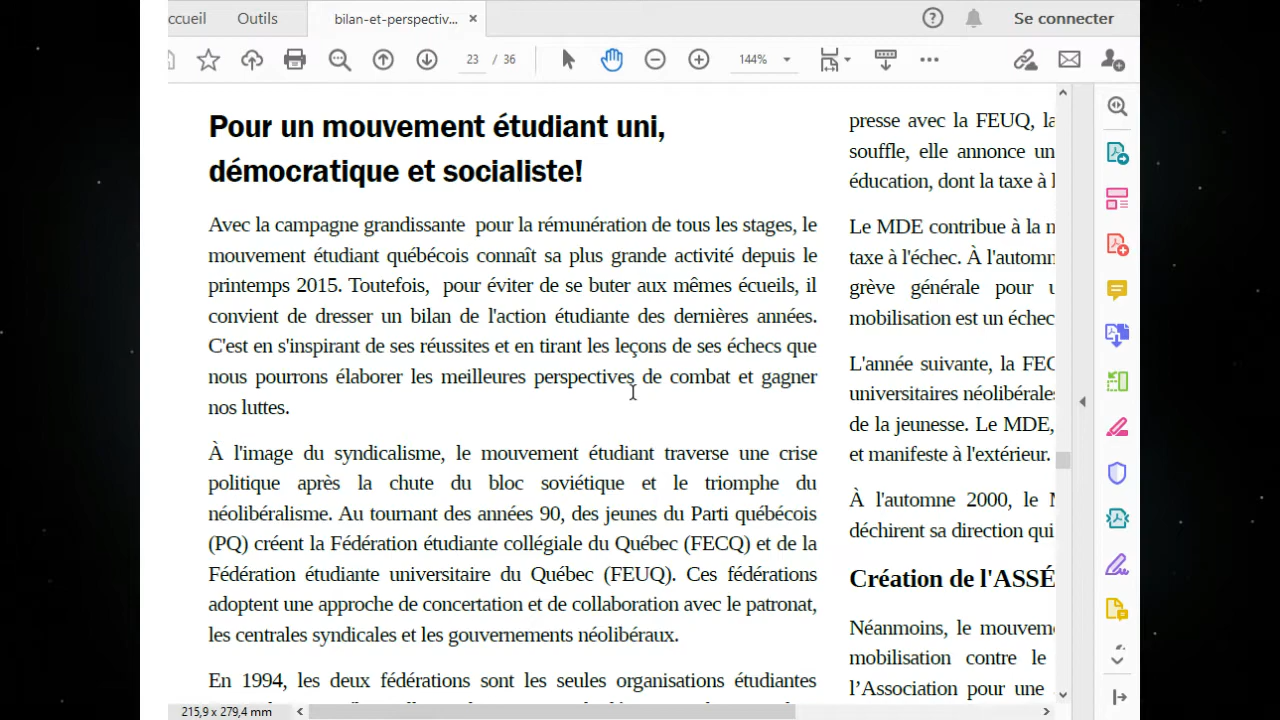 ccueil
Outils
bilan-et-perspectiv... ×
Se connecter
23 / 36
144%
Pour un mouvement étudiant uni,
démocratique et socialiste!
Avec la campagne grandissante pour la rémunération de tous les stages, le
mouvement étudiant québécois connaît sa plus grande activité depuis le
printemps 2015. Toutefois, pour éviter de se buter aux mêmes écueils, il
convient de dresser un bilan de l'action étudiante des dernières années.
C'est en s'inspirant de ses réussites et en tirant les leçons de ses échecs que
nous pourrons élaborer les meilleures perspectives de combat et gagner
nos luttes.
À l'image du syndicalisme, le mouvement étudiant traverse une crise
politique après la chute du bloc soviétique et le triomphe du
néolibéralisme. Au tournant des années 90, des jeunes du Parti québécois
(PQ) créent la Fédération étudiante collégiale du Québec (FECQ) et de la
Fédération étudiante universitaire du Québec (FEUQ). Ces fédérations
adoptent une approche de concertation et de collaboration avec le patronat,
les centrales syndicales et les gouvernements néolibéraux.
En 1994, les deux fédérations sont les seules organisations étudiantes
presse avec la FEUQ, la
souffle, elle annonce un
éducation, dont la taxe à l
Le MDE contribue à la
taxe à l'échec. À l'automn
grève générale pour
mobilisation est un échec
L'année suivante, la FEC
universitaires néolibérales
de la jeunesse. Le MDE,
et manifeste à l'extérieur.
À l'automne 2000, le
déchirent sa direction qui
Création de l'ASSÉ
Néanmoins, le mouvem
mobilisation contre le
l’Association pour une
215,9 x 279,4 mm